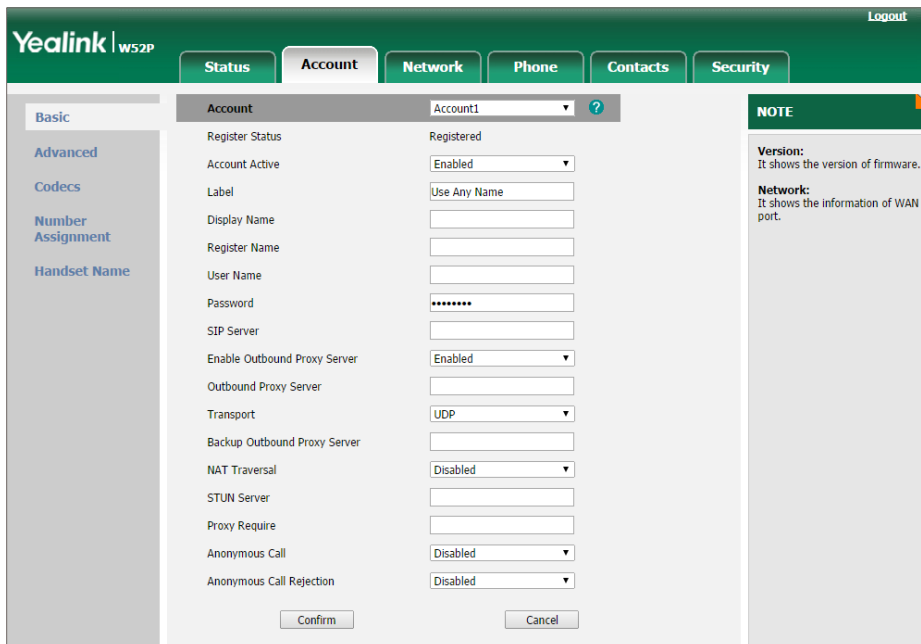 Logout
Yealink | W52P
Status Account Network Phone Contacts Security
Basic
Advanced
Codecs
Number
Assignment
Handset Name
Account Account1 ?
Register Status Registered
Account Active Enabled
Label Use Any Name
Display Name
Register Name
User Name
Password ••••••••
SIP Server
Enable Outbound Proxy Server Enabled
Outbound Proxy Server
Transport UDP
Backup Outbound Proxy Server
NAT Traversal Disabled
STUN Server
Proxy Require
Anonymous Call Disabled
Anonymous Call Rejection Disabled
Confirm Cancel
NOTE
Version:
It shows the version of firmware.
Network:
It shows the information of WAN
port.